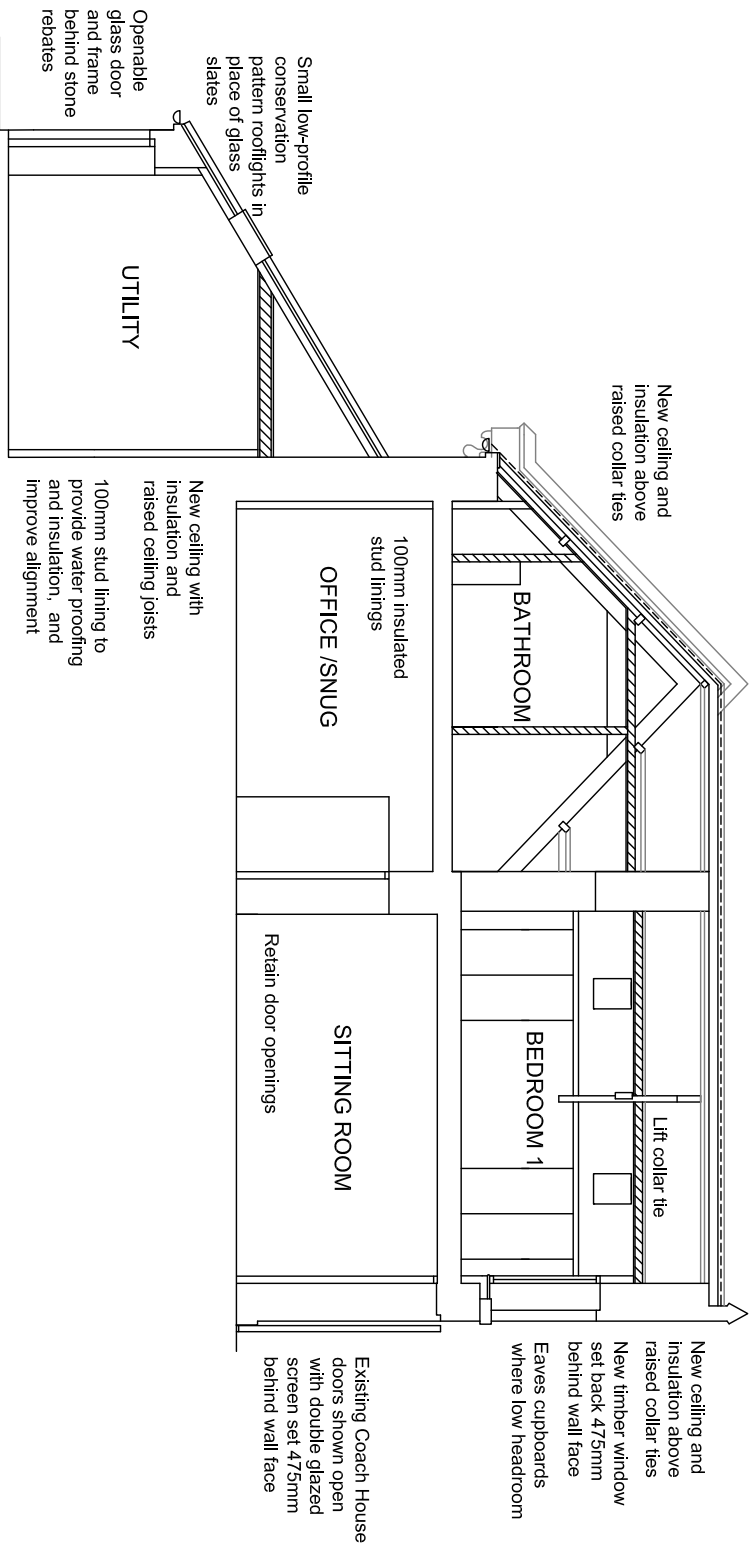 New ceiling and
insulation above
raised collar ties
Small low-profile
conservation
pattern rooflights in
place of glass
slates
Openable
glass door
and frame
behind stone
rebates
UTILITY
New ceiling with
insulation and
raised ceiling joists
100mm stud lining to
provide water proofing
and insulation, and
improve alignment
BATHROOM
100mm insulated
stud linings
OFFICE /SNUG
Lift collar tie
BEDROOM 1
SITTING ROOM
Retain door openings
New ceiling and
insulation above
raised collar ties
New timber window
set back 475mm
behind wall face
Eaves cupboards
where low headroom
Existing Coach House
doors shown open
with double glazed
screen set 475mm
behind wall face